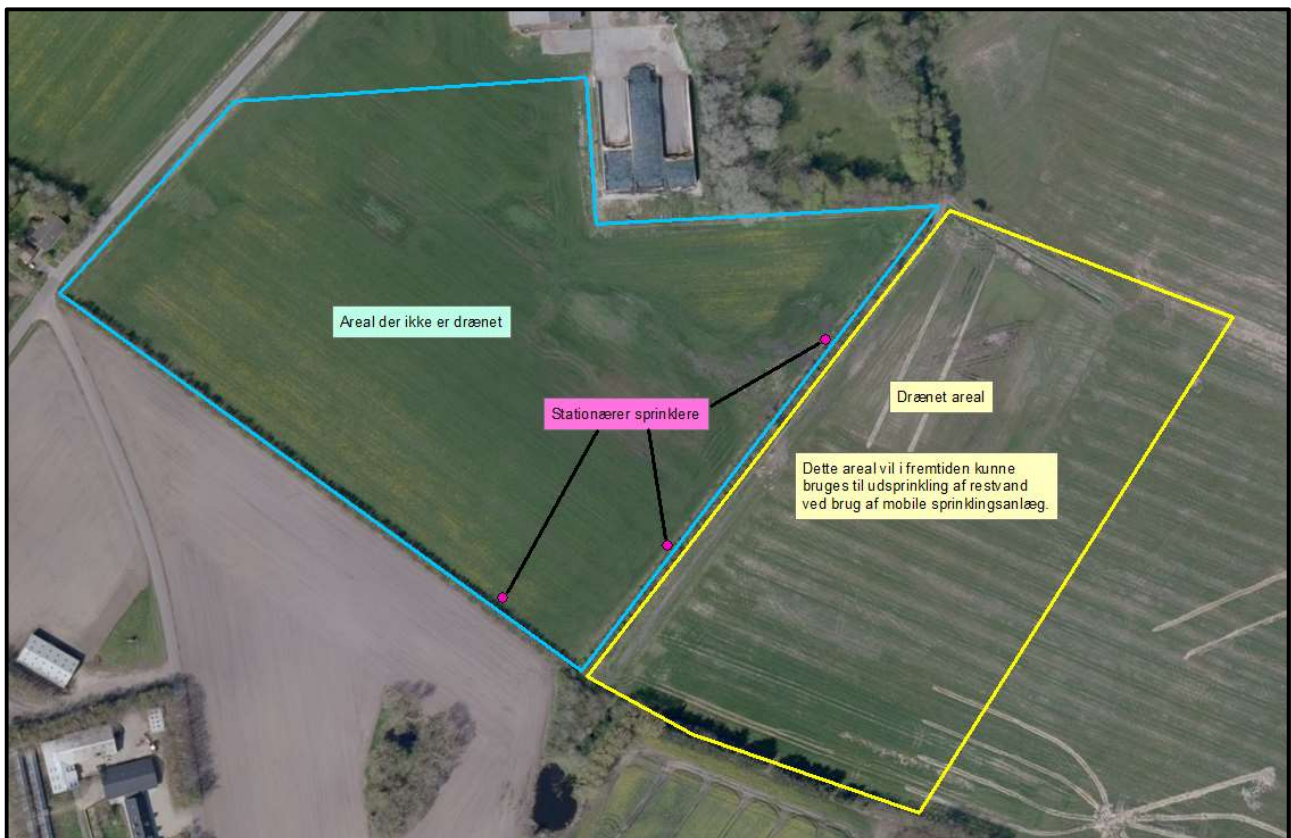 Areal der ikke er drænet
Stationærer sprinklere
Drænet areal
Dette areal vil i fremtiden kunne
bruges til udsprinkling af restvand
ved brug af mobile sprinklingsanlæg.